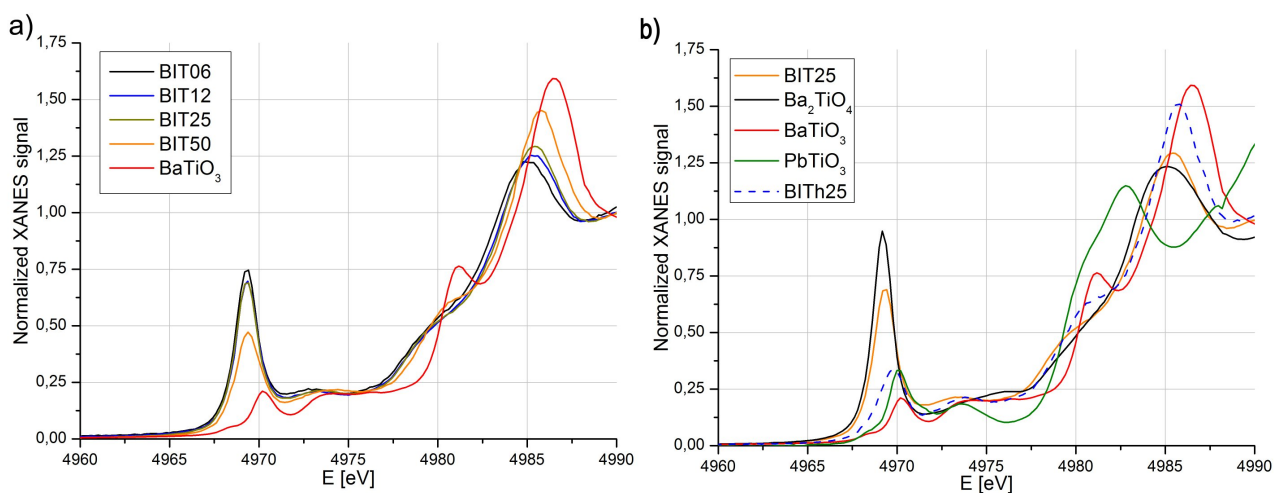 a)
1,75
1,50
1,25
1,00
0,75
0,50
0,25
0,00
Normalized XANES signal
BIT06
BIT12
BIT25
BIT50
BaTiO₃
4960 4965 4970 4975 4980 4985 4990
E [eV]
b)
1,75
1,50
1,25
1,00
0,75
0,50
0,25
0,00
Normalized XANES signal
BIT25
Ba₂TiO₄
BaTiO₃
PbTiO₃
BITh25
4960 4965 4970 4975 4980 4985 4990
E [eV]